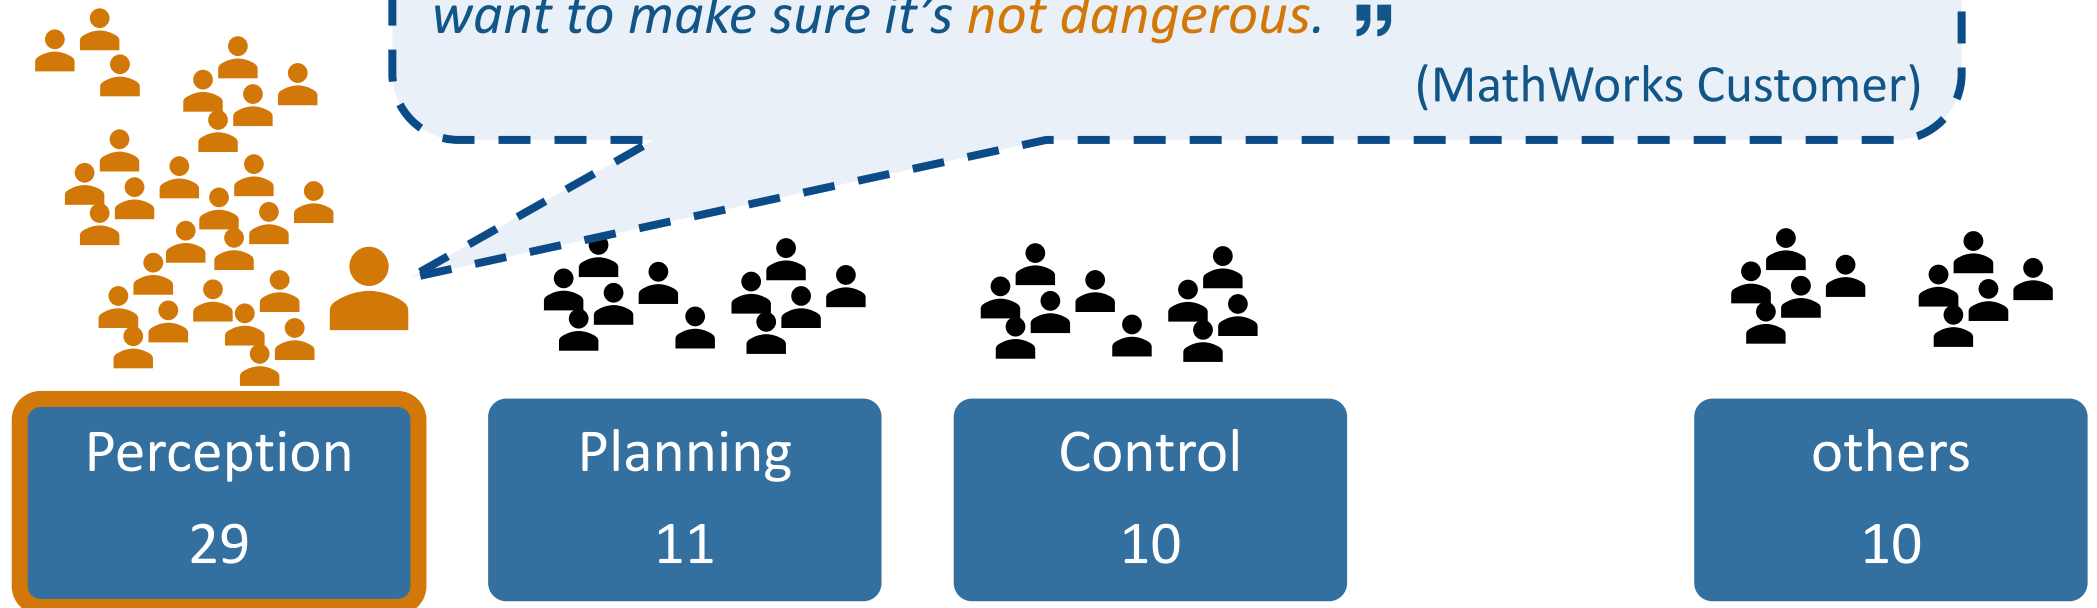 want to make sure it’s not dangerous. ”
(MathWorks Customer)
Perception
29
Planning
11
Control
10
others
10